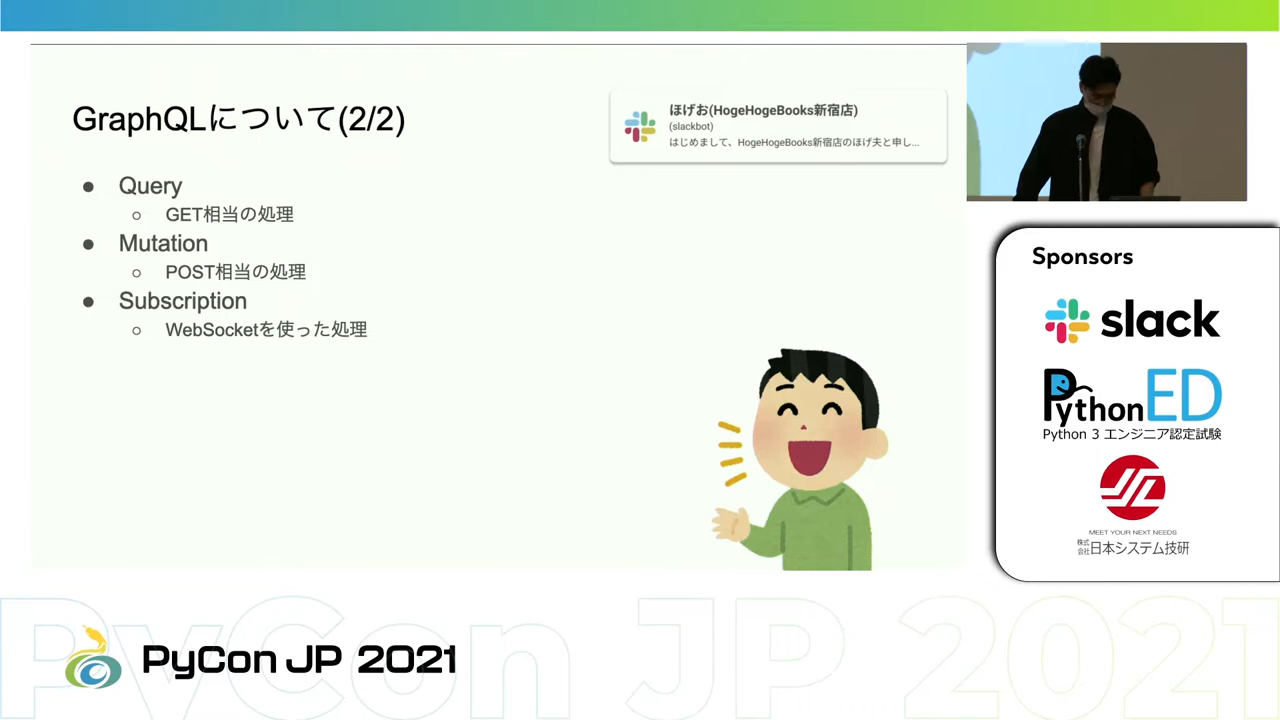 GraphQLについて(2/2)
● Query
○ GET相当の処理
● Mutation
○ POST相当の処理
● Subscription
○ WebSocketを使った処理
ほげお(HogeHogeBooks新宿店)
(slackbot)
はじめまして、HogeHogeBooks新宿店のほげ夫と申し...
Sponsors
slack
PythonED
Python 3 エンジニア認定試験
MEET YOUR NEXT NEEDS
株式会社日本システム技研
PyCon JP 2021
PyCon JP 2021